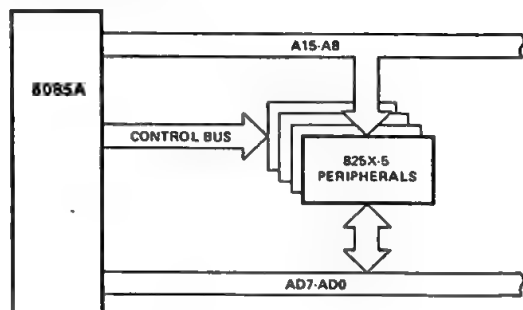 A15-A8
8085A
CONTROL BUS
825X-5
PERIPHERALS
AD7-AD0